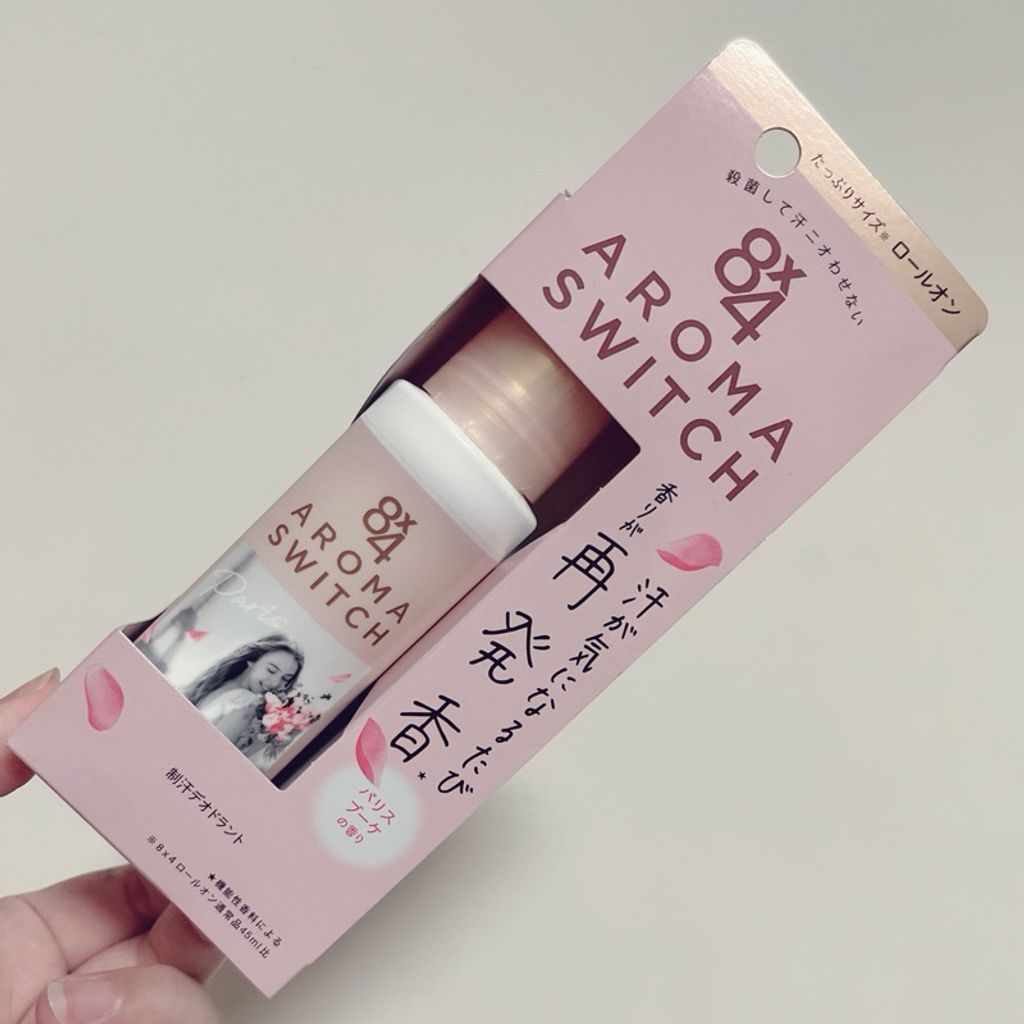 たっぷりサイズ※ ロールオン
殺菌して汗ニオわせない
8x4
AROMA
SWITCH
汗が気になるたび
香りが
再発香★
パリス
ブーケ
の香り
8x4
AROMA
SWITCH
Paris
制汗デオドラント
★機能性香料による
※8x4ロールオン通常品45ml比